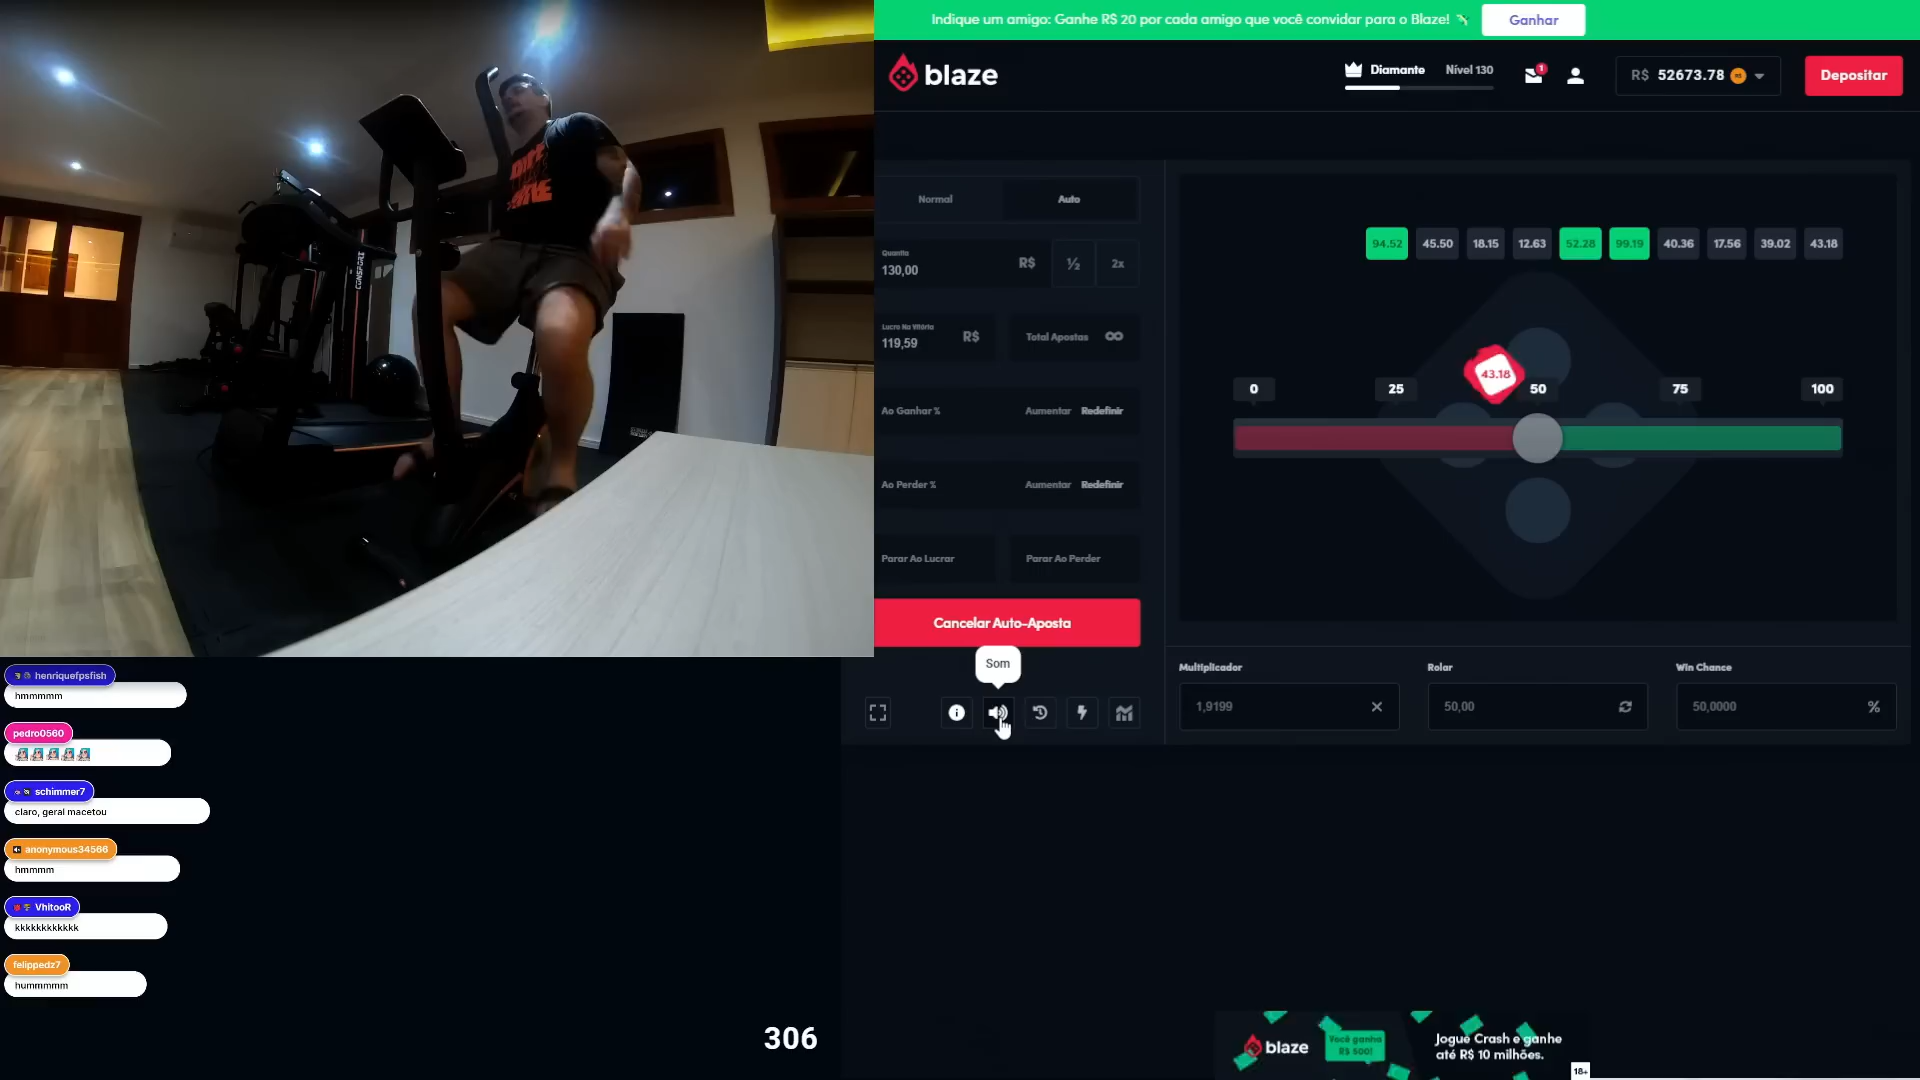 Indique um amigo: Ganhe R$ 20 por cada amigo que você convidar para o Blaze!
Ganhar
blaze
Diamante
Nível 130
1
R$ 52673.78
Depositar
Normal
Auto
Quantia
130,00
R$
½
2x
Lucro Na Vitória
119,59
R$
Total Apostas
∞
Ao Ganhar %
Aumentar
Redefinir
Ao Perder %
Aumentar
Redefinir
Parar Ao Lucrar
Parar Ao Perder
Cancelar Auto-Aposta
Som
94.52 45.50 18.15 12.63 52.28 99.19 40.36 17.56 39.02 43.18
43.18
0 25 50 75 100
Multiplicador
1,9199
Rolar
50,00
Win Chance
50,0000
%
henriquefpsfish
hmmmmm
pedro0560
schimmer7
claro, geral macetou
anonymous34566
hmmmm
VhitooR
kkkkkkkkkkkk
felippedz7
hummmmm
306
blaze
Você ganha
R$ 500!
Jogue Crash e ganhe
até R$ 10 milhões.
18+